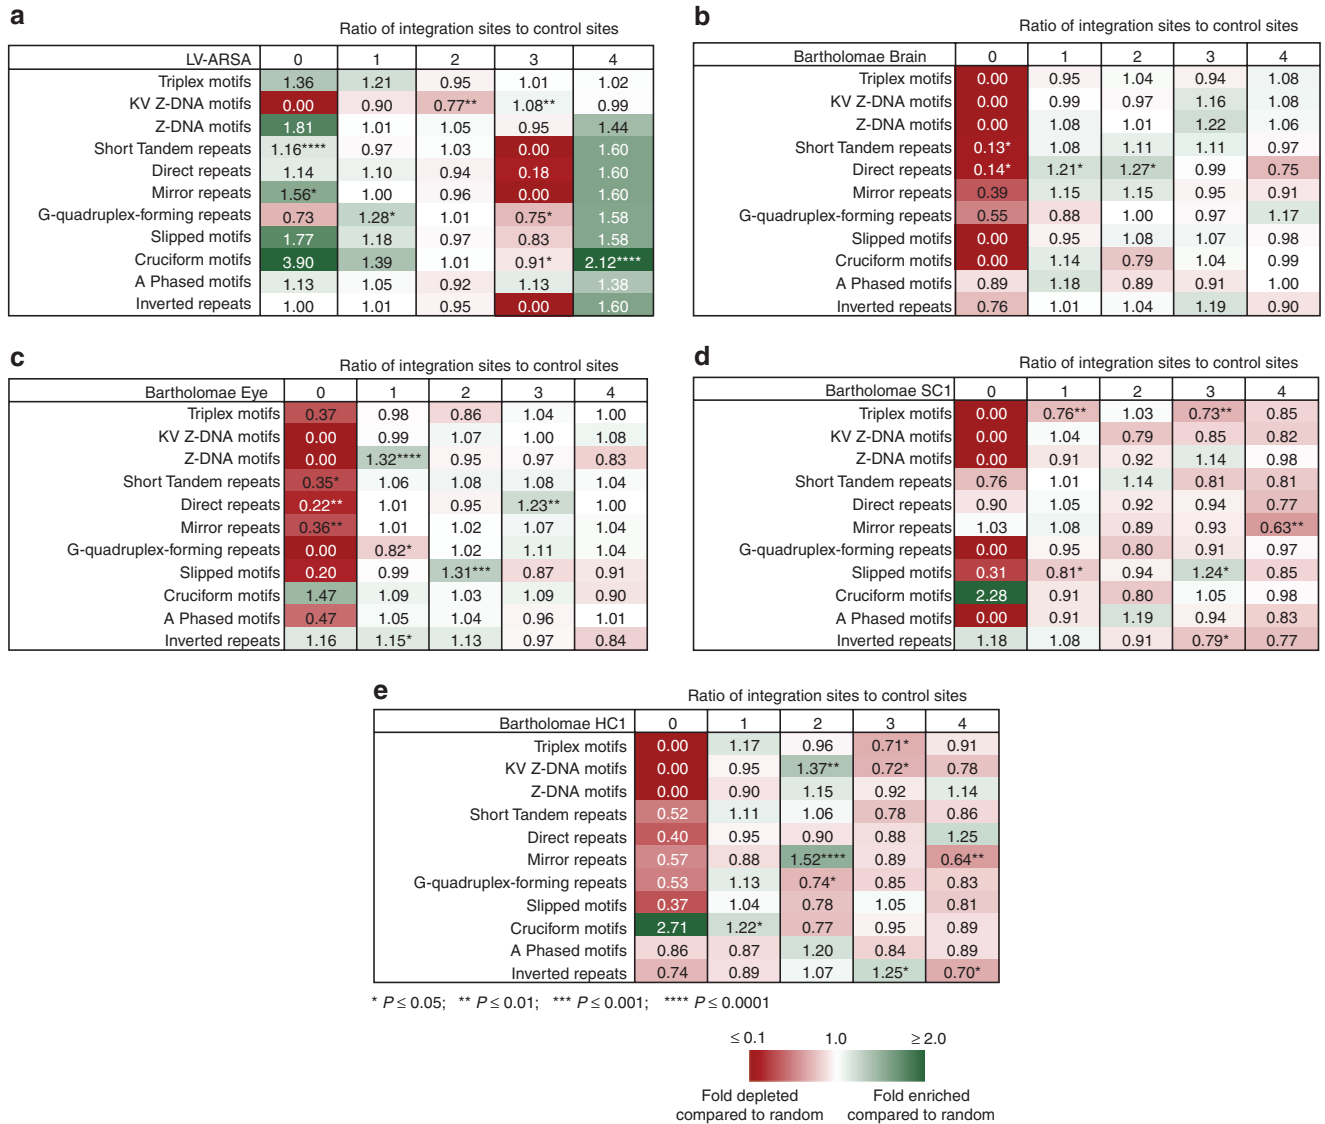 a
Ratio of integration sites to control sites
LV-ARSA 0 1 2 3 4
Triplex motifs 1.36 1.21 0.95 1.01 1.02
KV Z-DNA motifs 0.00 0.90 0.77** 1.08** 0.99
Z-DNA motifs 1.81 1.01 1.05 0.95 1.44
Short Tandem repeats 1.16**** 0.97 1.03 0.00 1.60
Direct repeats 1.14 1.10 0.94 0.18 1.60
Mirror repeats 1.56* 1.00 0.96 0.00 1.60
G-quadruplex-forming repeats 0.73 1.28* 1.01 0.75* 1.58
Slipped motifs 1.77 1.18 0.97 0.83 1.58
Cruciform motifs 3.90 1.39 1.01 0.91* 2.12****
A Phased motifs 1.13 1.05 0.92 1.13 1.38
Inverted repeats 1.00 1.01 0.95 0.00 1.60
b
Ratio of integration sites to control sites
Bartholomae Brain 0 1 2 3 4
Triplex motifs 0.00 0.95 1.04 0.94 1.08
KV Z-DNA motifs 0.00 0.99 0.97 1.16 1.08
Z-DNA motifs 0.00 1.08 1.01 1.22 1.06
Short Tandem repeats 0.13* 1.08 1.11 1.11 0.97
Direct repeats 0.14* 1.21* 1.27* 0.99 0.75
Mirror repeats 0.39 1.15 1.15 0.95 0.91
G-quadruplex-forming repeats 0.55 0.88 1.00 0.97 1.17
Slipped motifs 0.00 0.95 1.08 1.07 0.98
Cruciform motifs 0.00 1.14 0.79 1.04 0.99
A Phased motifs 0.89 1.18 0.89 0.91 1.00
Inverted repeats 0.76 1.01 1.04 1.19 0.90
c
Ratio of integration sites to control sites
Bartholomae Eye 0 1 2 3 4
Triplex motifs 0.37 0.98 0.86 1.04 1.00
KV Z-DNA motifs 0.00 0.99 1.07 1.00 1.08
Z-DNA motifs 0.00 1.32**** 0.95 0.97 0.83
Short Tandem repeats 0.35* 1.06 1.08 1.08 1.04
Direct repeats 0.22** 1.01 0.95 1.23** 1.00
Mirror repeats 0.36** 1.01 1.02 1.07 1.04
G-quadruplex-forming repeats 0.00 0.82* 1.02 1.11 1.04
Slipped motifs 0.20 0.99 1.31*** 0.87 0.91
Cruciform motifs 1.47 1.09 1.03 1.09 0.90
A Phased motifs 0.47 1.05 1.04 0.96 1.01
Inverted repeats 1.16 1.15* 1.13 0.97 0.84
d
Ratio of integration sites to control sites
Bartholomae SC1 0 1 2 3 4
Triplex motifs 0.00 0.76** 1.03 0.73** 0.85
KV Z-DNA motifs 0.00 1.04 0.79 0.85 0.82
Z-DNA motifs 0.00 0.91 0.92 1.14 0.98
Short Tandem repeats 0.76 1.01 1.14 0.81 0.81
Direct repeats 0.90 1.05 0.92 0.94 0.77
Mirror repeats 1.03 1.08 0.89 0.93 0.63**
G-quadruplex-forming repeats 0.00 0.95 0.80 0.91 0.97
Slipped motifs 0.31 0.81* 0.94 1.24* 0.85
Cruciform motifs 2.28 0.91 0.80 1.05 0.98
A Phased motifs 0.00 0.91 1.19 0.94 0.83
Inverted repeats 1.18 1.08 0.91 0.79* 0.77
e
Ratio of integration sites to control sites
Bartholomae HC1 0 1 2 3 4
Triplex motifs 0.00 1.17 0.96 0.71* 0.91
KV Z-DNA motifs 0.00 0.95 1.37** 0.72* 0.78
Z-DNA motifs 0.00 0.90 1.15 0.92 1.14
Short Tandem repeats 0.52 1.11 1.06 0.78 0.86
Direct repeats 0.40 0.95 0.90 0.88 1.25
Mirror repeats 0.57 0.88 1.52**** 0.89 0.64**
G-quadruplex-forming repeats 0.53 1.13 0.74* 0.85 0.83
Slipped motifs 0.37 1.04 0.78 1.05 0.81
Cruciform motifs 2.71 1.22* 0.77 0.95 0.89
A Phased motifs 0.86 0.87 1.20 0.84 0.89
Inverted repeats 0.74 0.89 1.07 1.25* 0.70*
* P ≤ 0.05; ** P ≤ 0.01; *** P ≤ 0.001; **** P ≤ 0.0001
≤ 0.1 1.0 ≥ 2.0
Fold depleted Fold enriched
compared to random compared to random